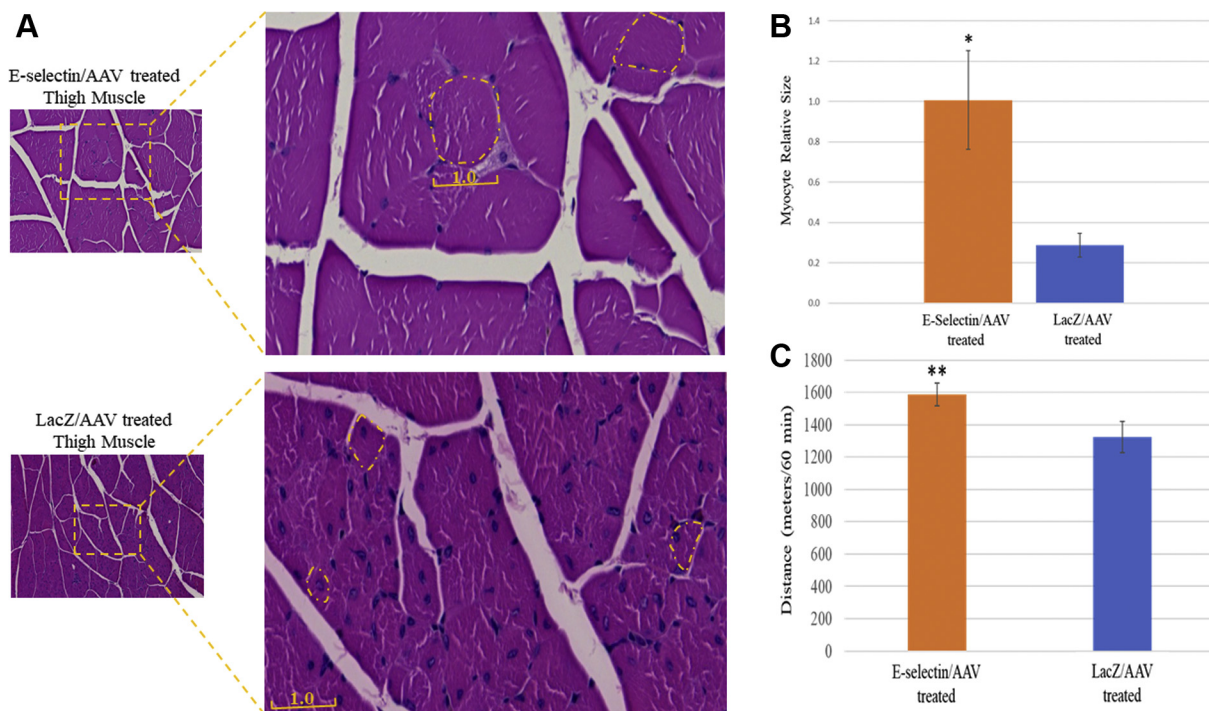 A
E-selectin/AAV treated
Thigh Muscle
1.0
LacZ/AAV treated
Thigh Muscle
1.0
B
Myocyte Relative Size
1.4
1.2
1.0
0.8
0.6
0.4
0.2
0.0
*
E-Selectin/AAV
treated
LacZ/AAV
treated
C
Distance (meters/60 min)
1800
1600
1400
1200
1000
800
600
400
200
0
**
E-selectin/AAV
treated
LacZ/AAV
treated